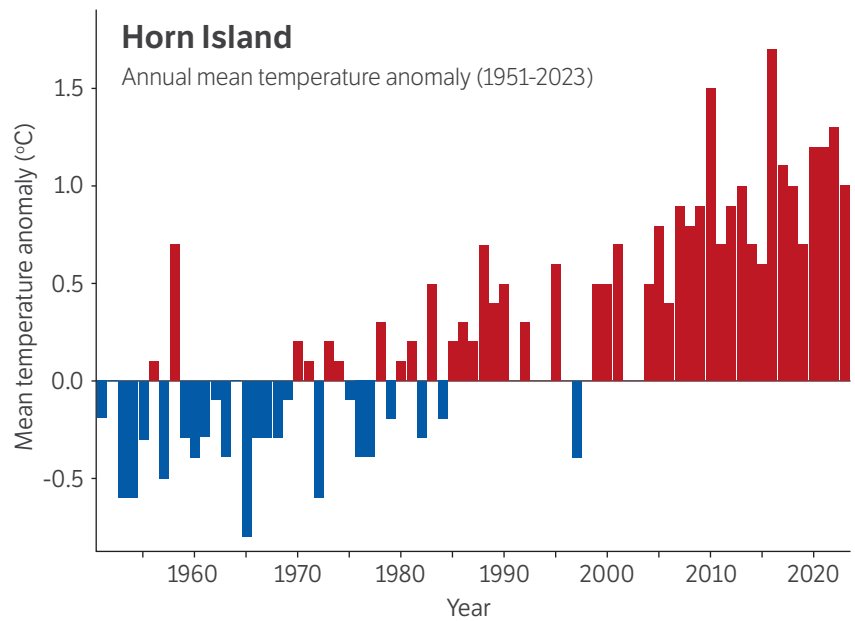 Horn Island
Annual mean temperature anomaly (1951-2023)
Mean temperature anomaly (ºC)
1.5
1.0
0.5
0.0
-0.5
1960 1970 1980 1990 2000 2010 2020
Year